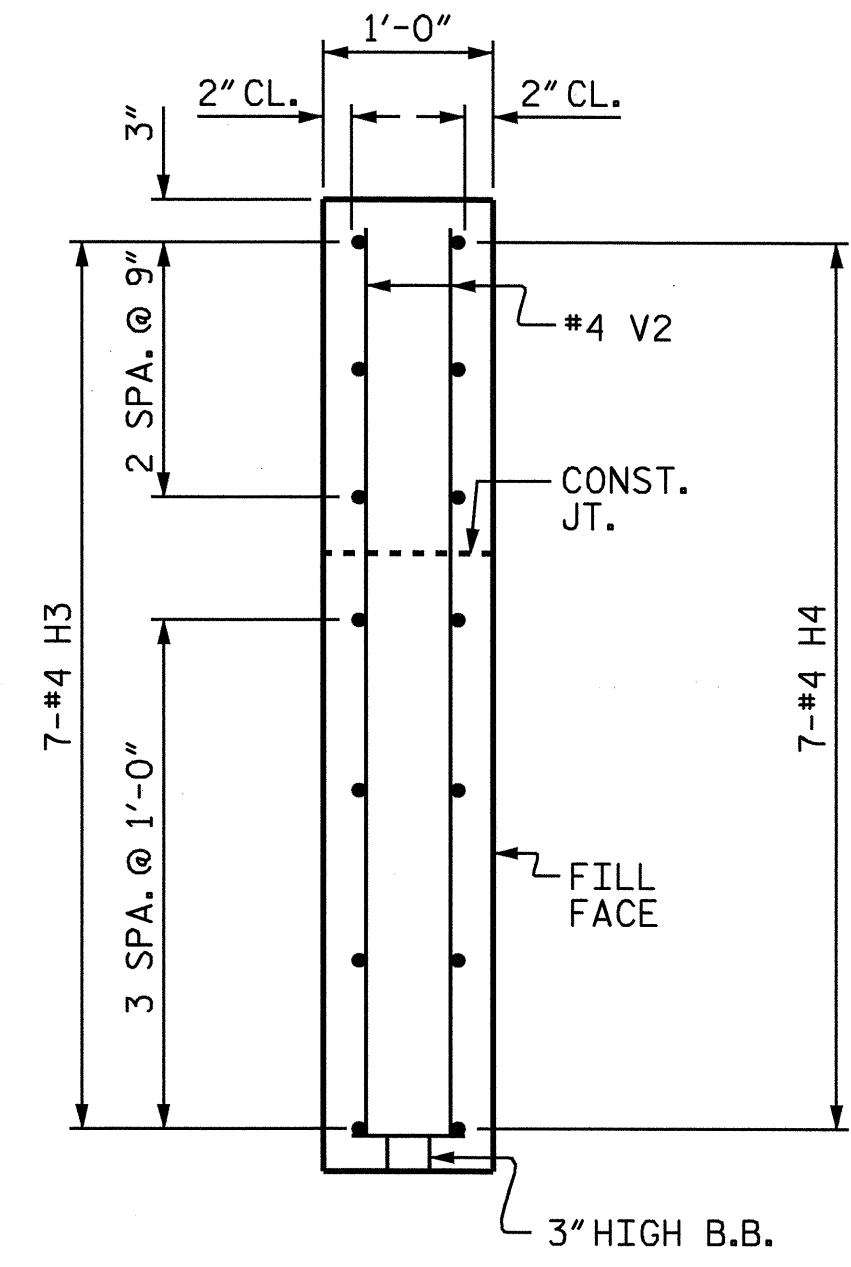 1'-0"
2" CL.
2" CL.
3"
2 SPA. @ 9"
#4 V2
CONST.
JT.
7-#4 H3
7-#4 H4
3 SPA. @ 1'-0"
FILL
FACE
3" HIGH B.B.